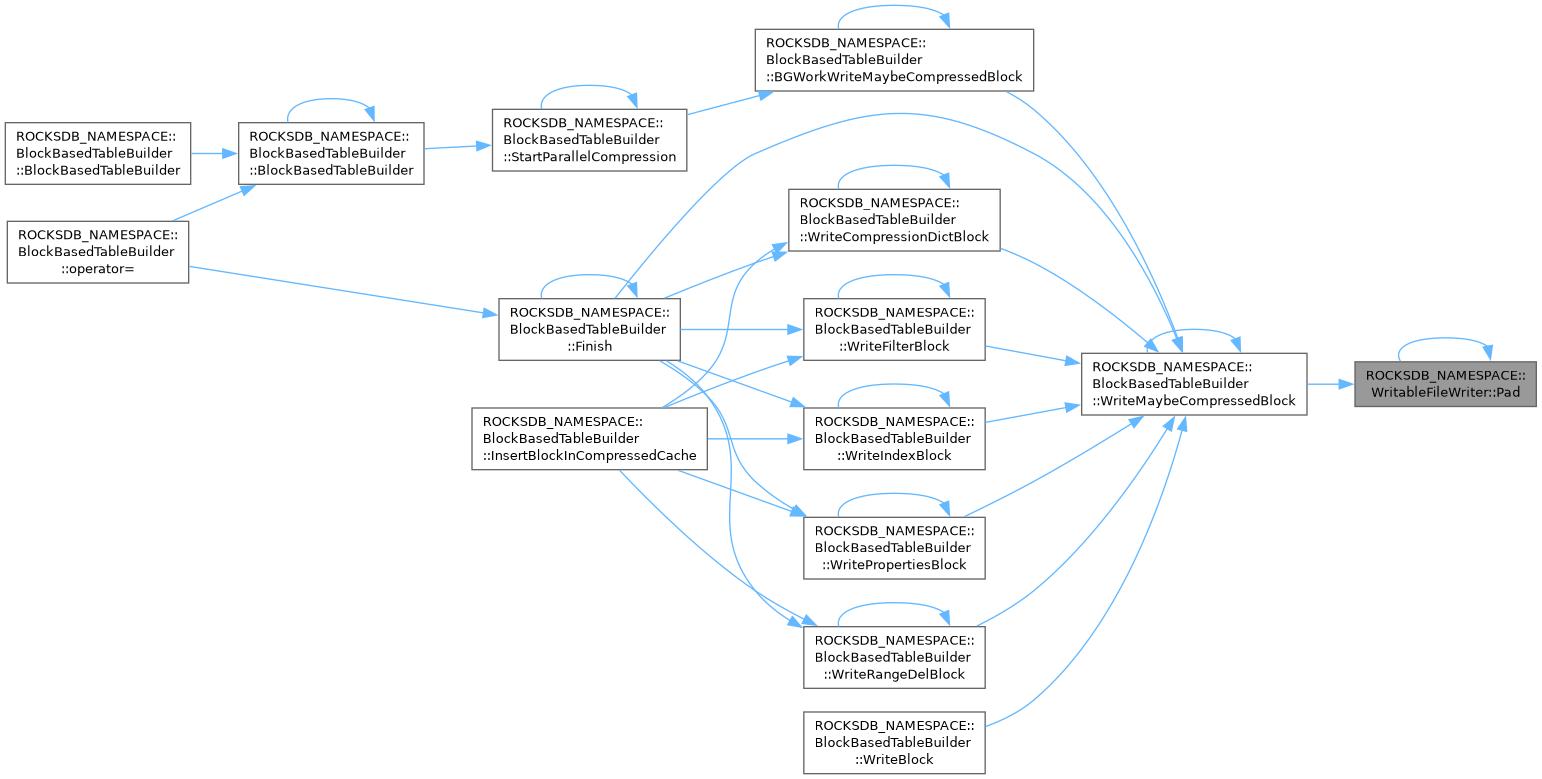 ROCKSDB_NAMESPACE::
BlockBasedTableBuilder
::BlockBasedTableBuilder
ROCKSDB_NAMESPACE::
BlockBasedTableBuilder
::operator=
ROCKSDB_NAMESPACE::
BlockBasedTableBuilder
::BlockBasedTableBuilder
ROCKSDB_NAMESPACE::
BlockBasedTableBuilder
::StartParallelCompression
ROCKSDB_NAMESPACE::
BlockBasedTableBuilder
::Finish
ROCKSDB_NAMESPACE::
BlockBasedTableBuilder
::InsertBlockInCompressedCache
ROCKSDB_NAMESPACE::
BlockBasedTableBuilder
::BGWorkWriteMaybeCompressedBlock
ROCKSDB_NAMESPACE::
BlockBasedTableBuilder
::WriteCompressionDictBlock
ROCKSDB_NAMESPACE::
BlockBasedTableBuilder
::WriteFilterBlock
ROCKSDB_NAMESPACE::
BlockBasedTableBuilder
::WriteIndexBlock
ROCKSDB_NAMESPACE::
BlockBasedTableBuilder
::WritePropertiesBlock
ROCKSDB_NAMESPACE::
BlockBasedTableBuilder
::WriteRangeDelBlock
ROCKSDB_NAMESPACE::
BlockBasedTableBuilder
::WriteBlock
ROCKSDB_NAMESPACE::
BlockBasedTableBuilder
::WriteMaybeCompressedBlock
ROCKSDB_NAMESPACE::
WritableFileWriter::Pad